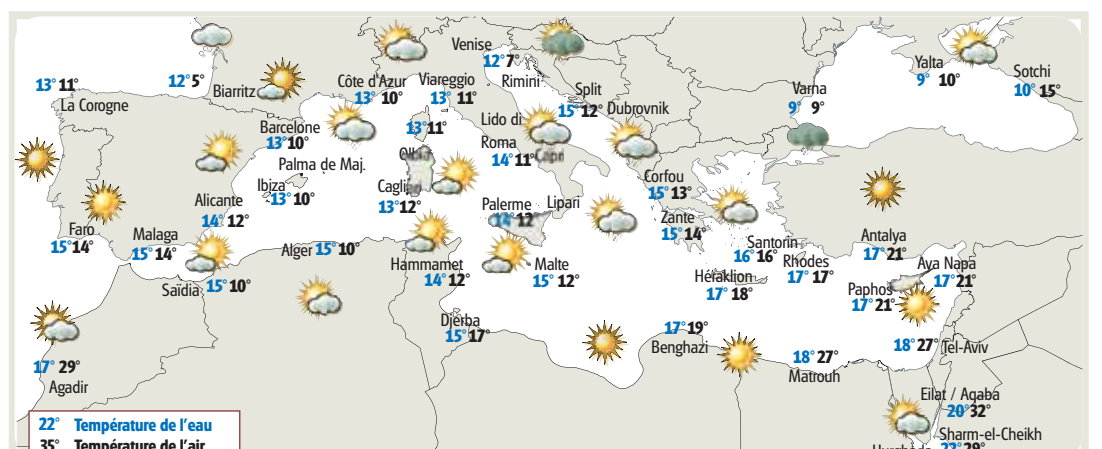 Venise
12° 7°
Rimini
Yalta
9° 10°
Sotchi
10° 15°
13° 11°
La Corogne
12° 5°
Biarritz
Côte d'Azur
13° 10°
Viareggio
13° 11°
Split
15° 12°
Dubrovnik
Varna
9° 9°
Barcelone
13° 10°
13° 11°
Olbia
Lido di
Roma
14° 11°
Capri
Palma de Maj.
Ibiza
13° 10°
Cagliari
13° 12°
Corfou
15° 13°
Alicante
14° 12°
Palerme
14° 12°
Lipari
Zante
15° 14°
Faro
15° 14°
Malaga
15° 14°
Alger 15° 10°
Santorin
16° 16°
Rhodes
17° 17°
Antalya
17° 21°
Aya Napa
17° 21°
Saïdia
15° 10°
Hammamet
14° 12°
Malte
15° 12°
Héraklion
17° 18°
Paphos
17° 21°
Djerba
15° 17°
17° 19°
Benghazi
18° 27°
Matrouh
18° 27°
Tel-Aviv
17° 29°
Agadir
Eilat / Aqaba
20° 32°
Sharm-el-Cheikh
22° 29°
22° Température de l'eau
35° Température de l'air